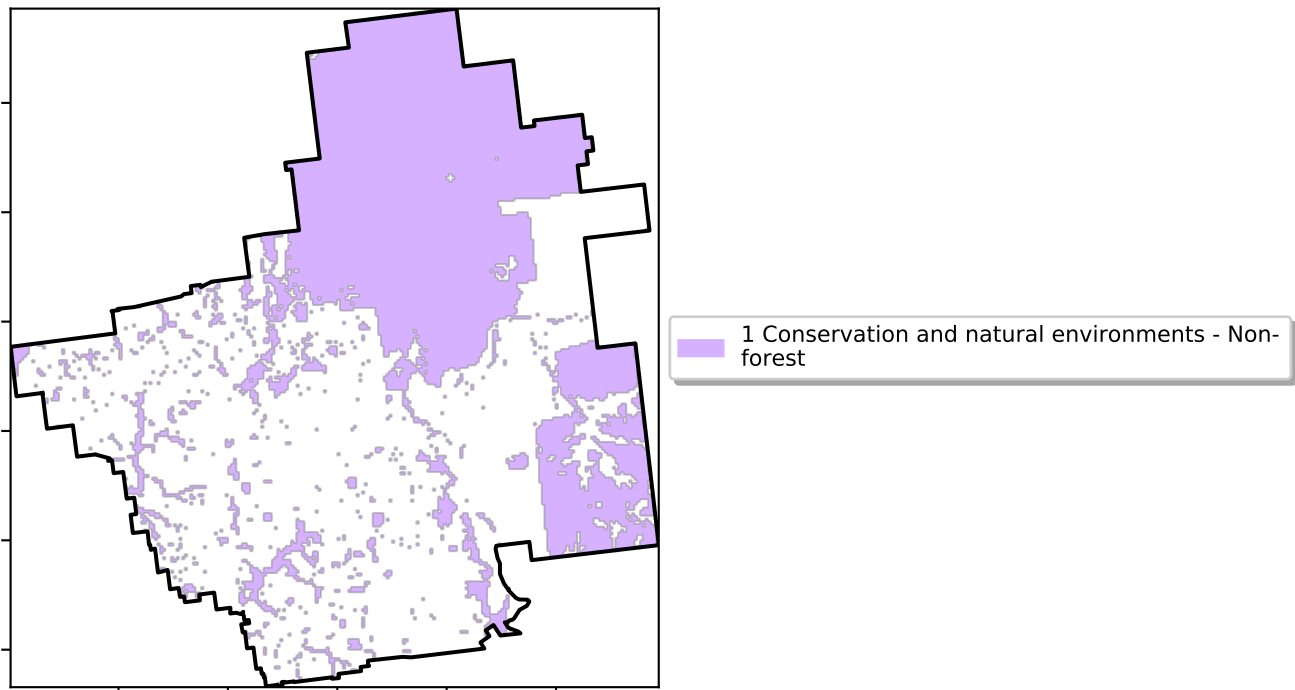 1 Conservation and natural environments - Non-
forest